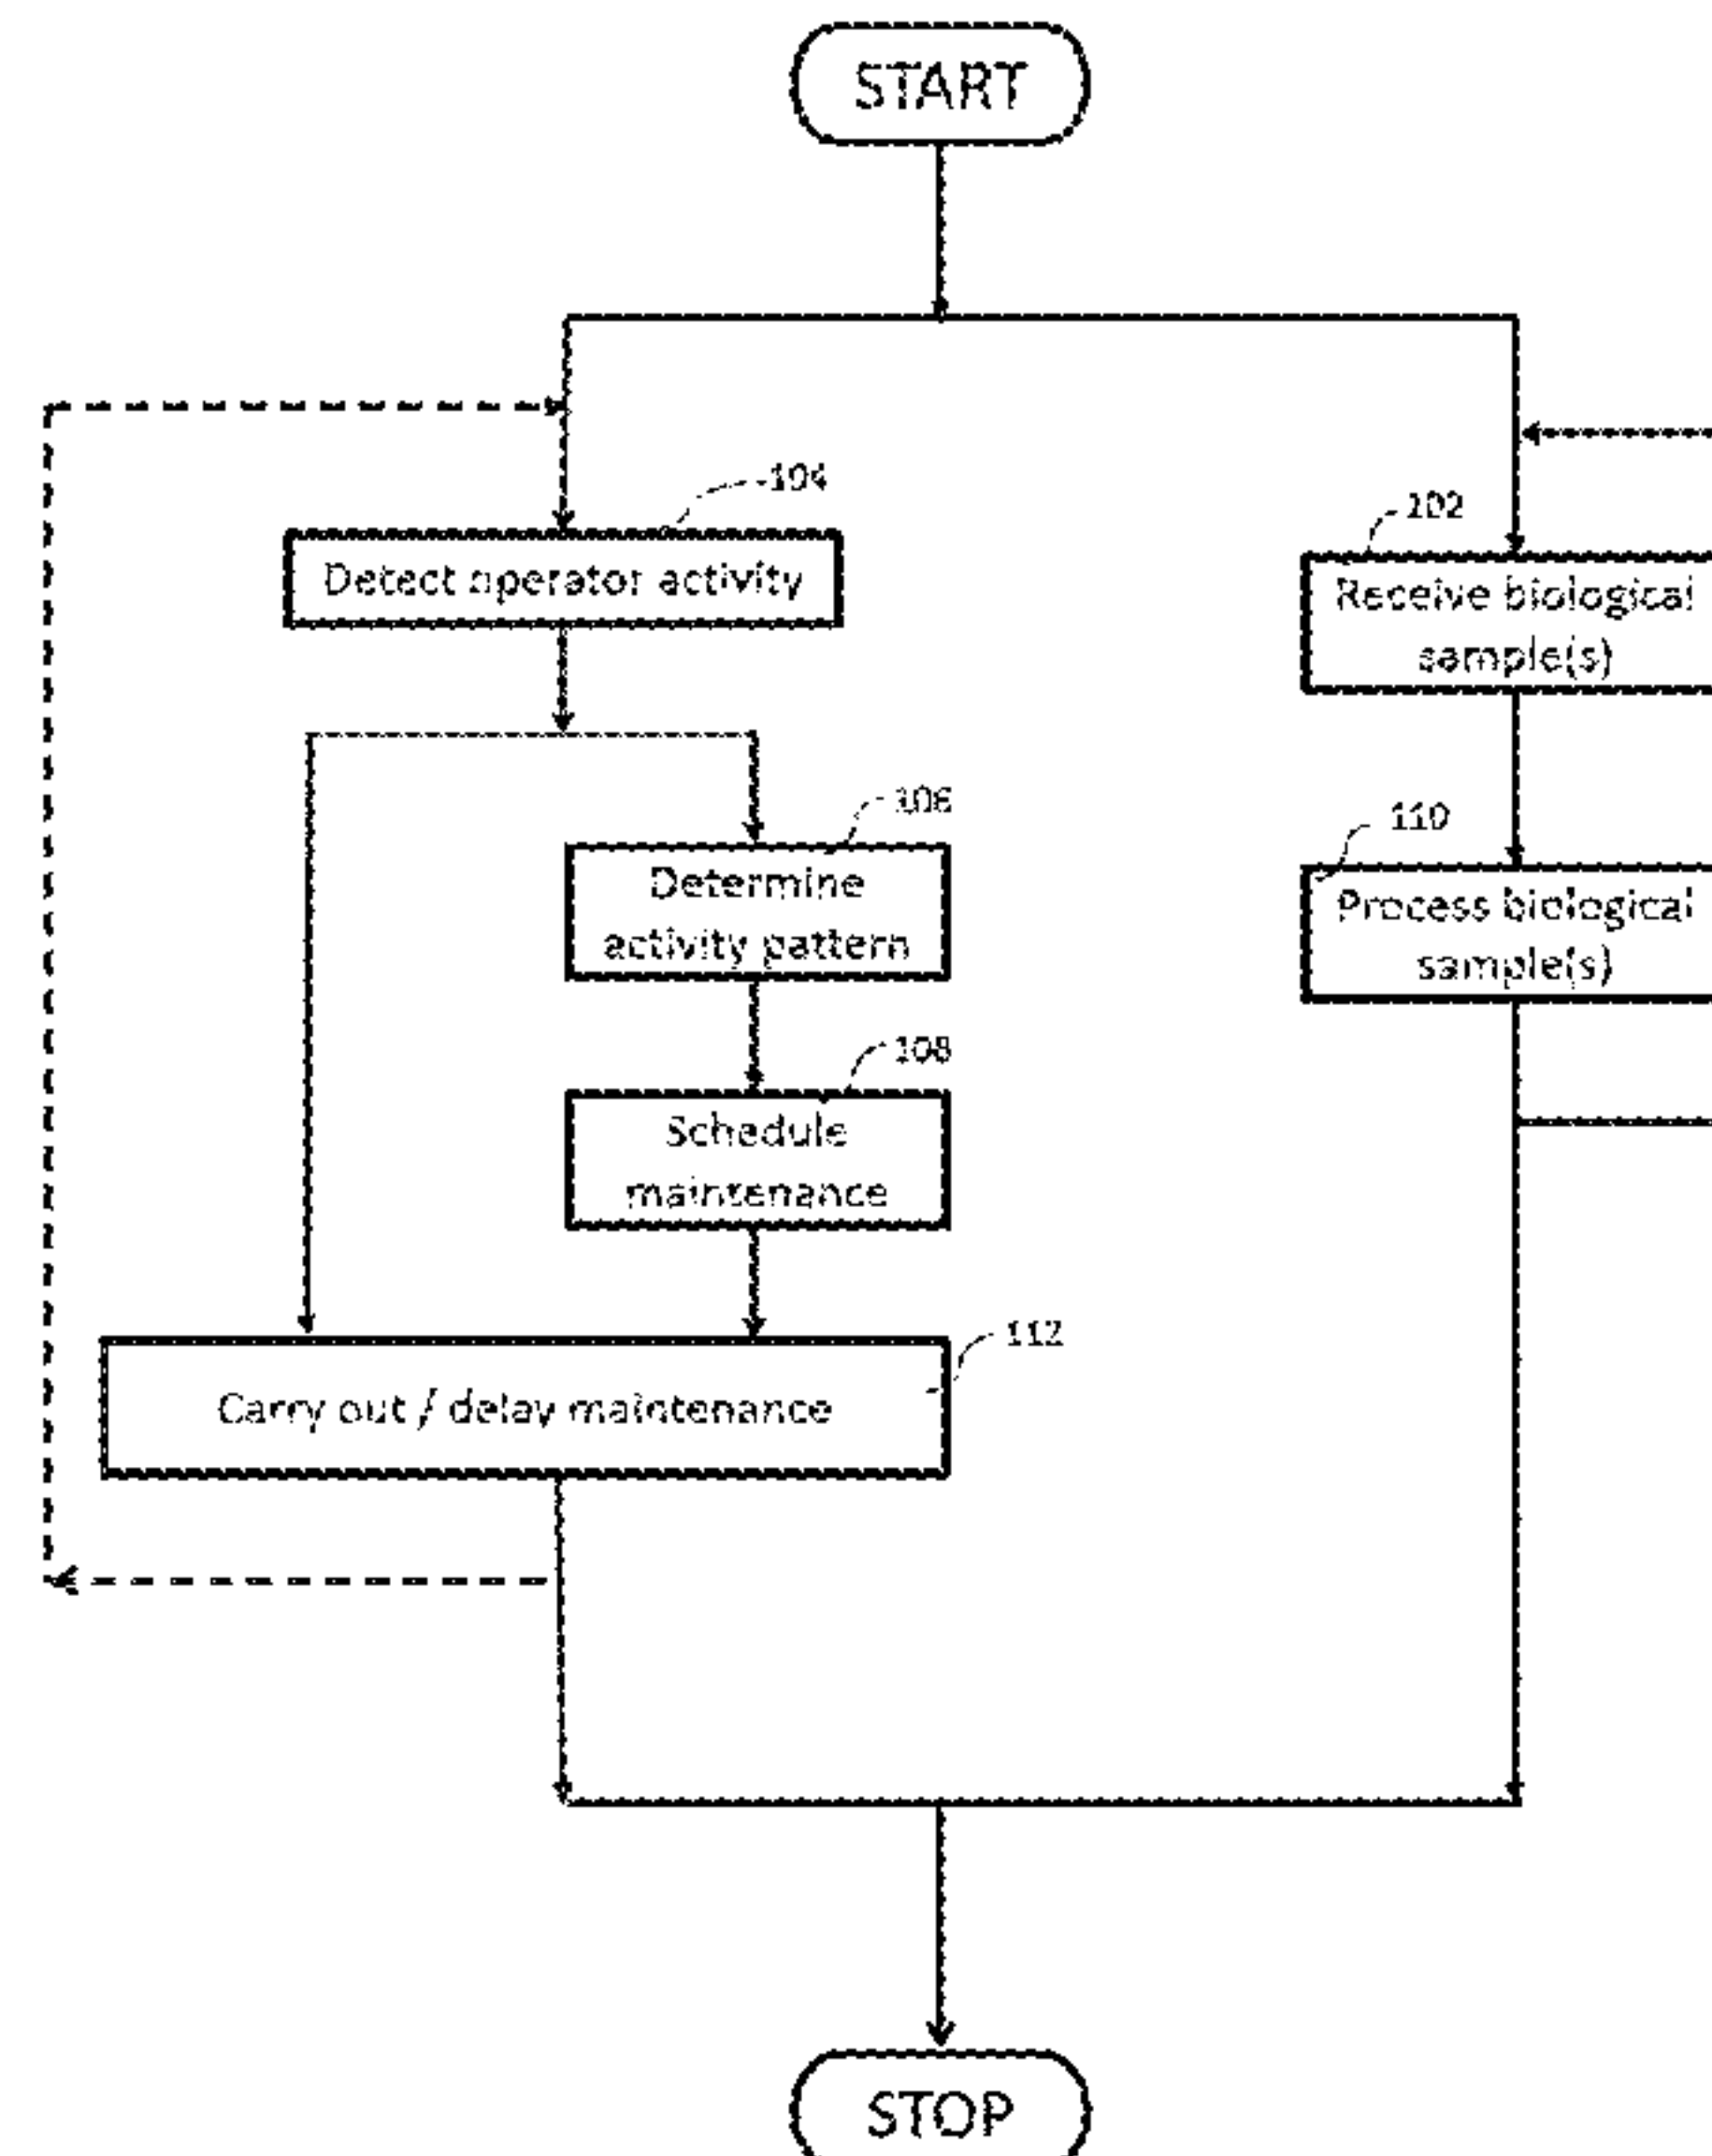 START
104
Detect operator activity
102
Receive biological
sample(s)
106
Determine
activity pattern
110
Process biological
sample(s)
108
Schedule
maintenance
112
Carry out / delay maintenance
STOP